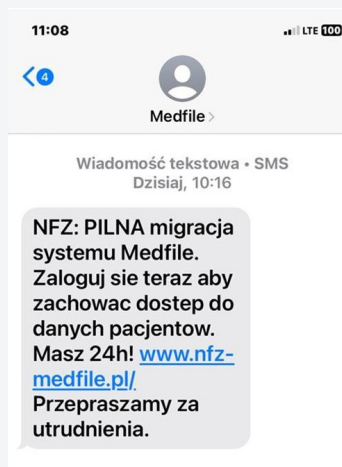 11:08
LTE 100
4
Medfile
Wiadomość tekstowa • SMS
Dzisiaj, 10:16
NFZ: PILNA migracja
systemu Medfile.
Zaloguj sie teraz aby
zachowac dostep do
danych pacjentow.
Masz 24h! www.nfz-
medfile.pl/
Przepraszamy za
utrudnienia.